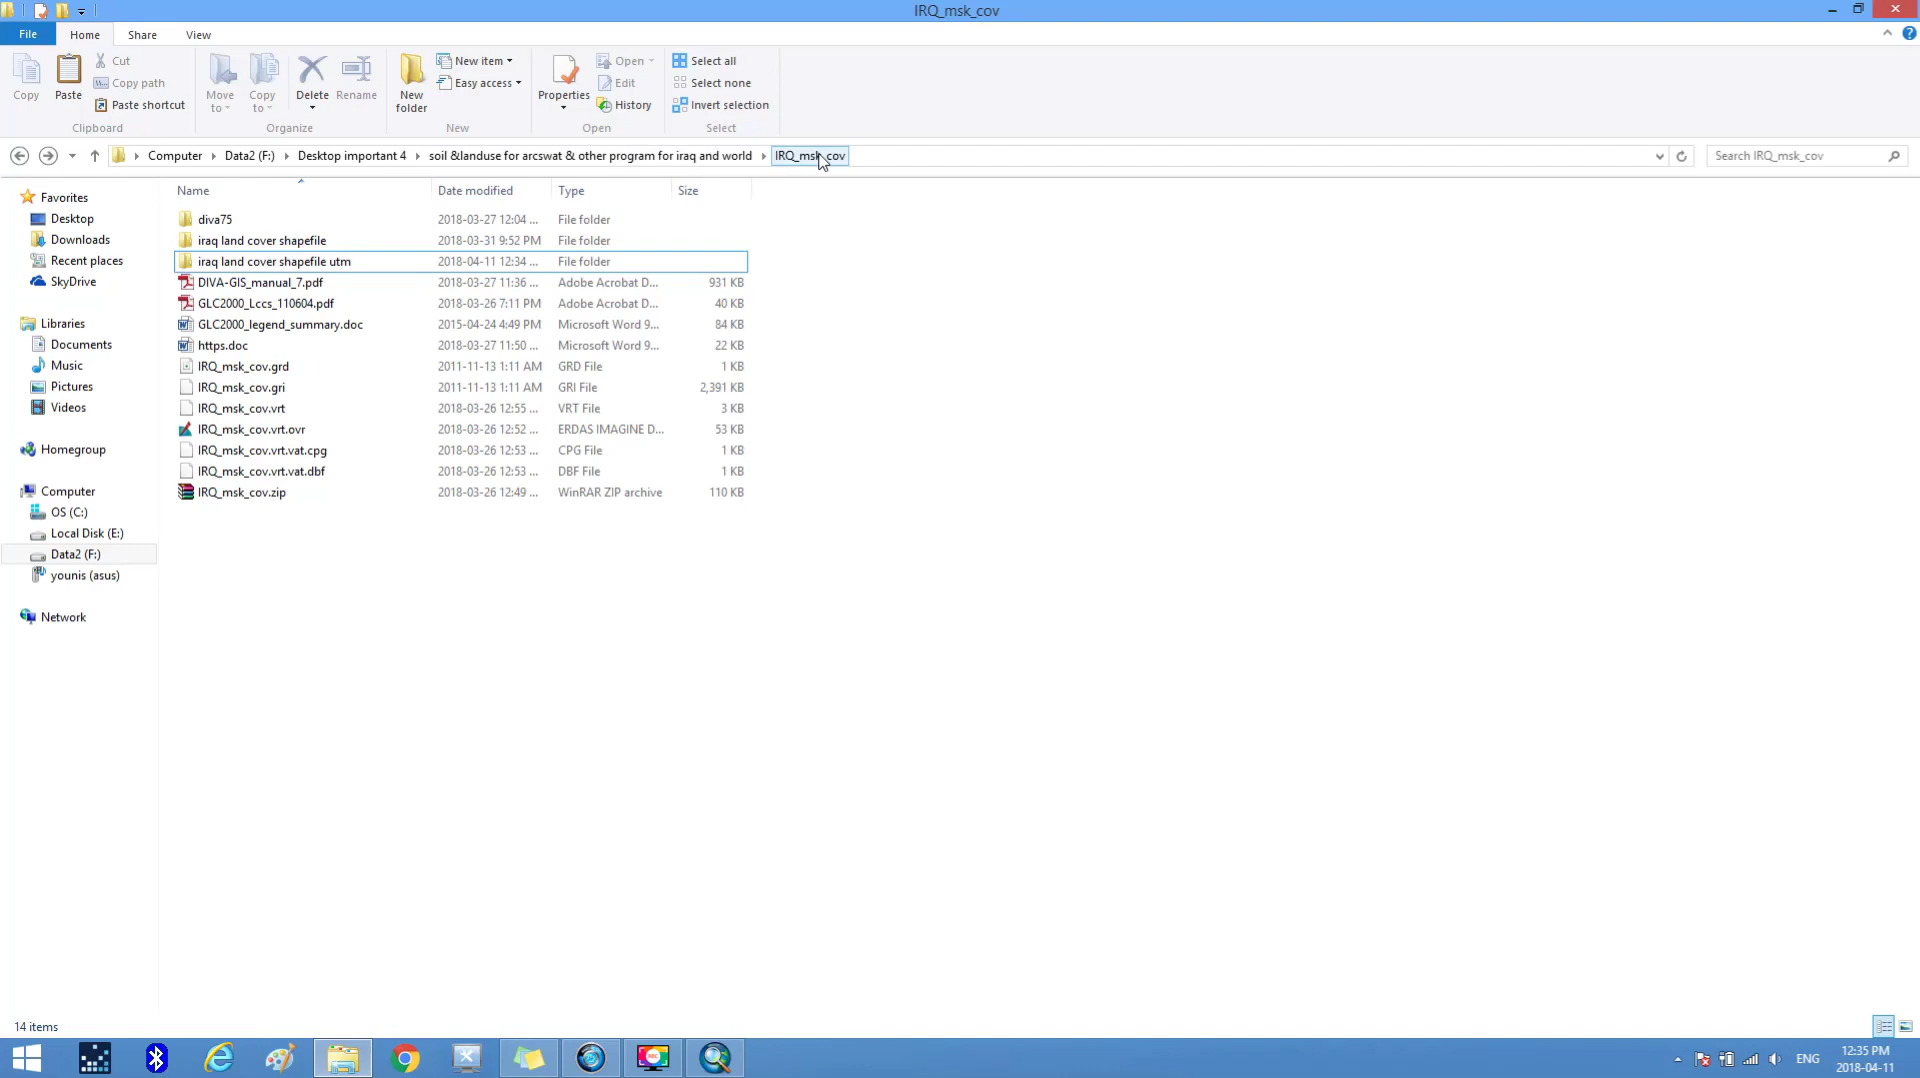 IRQ_msk_cov
File Home Share View
Copy
Paste
Cut
Copy path
Paste shortcut
Clipboard
Move to
Copy to
Delete
Rename
Organize
New folder
New item
Easy access
New
Properties
Open
Edit
History
Open
Select all
Select none
Invert selection
Select
Computer Data2 (F:) Desktop important 4 soil &landuse for arcswat & other program for iraq and world IRQ_msk_cov
Search IRQ_msk_cov
Favorites
Desktop
Downloads
Recent places
SkyDrive
Libraries
Documents
Music
Pictures
Videos
Homegroup
Computer
OS (C:)
Local Disk (E:)
Data2 (F:)
younis (asus)
Network
Name Date modified Type Size
diva75 2018-03-27 12:04 ... File folder
iraq land cover shapefile 2018-03-31 9:52 PM File folder
iraq land cover shapefile utm 2018-04-11 12:34 ... File folder
DIVA-GIS_manual_7.pdf 2018-03-27 11:36 ... Adobe Acrobat D... 931 KB
GLC2000_Lccs_110604.pdf 2018-03-26 7:11 PM Adobe Acrobat D... 40 KB
GLC2000_legend_summary.doc 2015-04-24 4:49 PM Microsoft Word 9... 84 KB
https.doc 2018-03-27 11:50 ... Microsoft Word 9... 22 KB
IRQ_msk_cov.grd 2011-11-13 1:11 AM GRD File 1 KB
IRQ_msk_cov.gri 2011-11-13 1:11 AM GRI File 2,391 KB
IRQ_msk_cov.vrt 2018-03-26 12:55 ... VRT File 3 KB
IRQ_msk_cov.vrt.ovr 2018-03-26 12:52 ... ERDAS IMAGINE D... 53 KB
IRQ_msk_cov.vrt.vat.cpg 2018-03-26 12:53 ... CPG File 1 KB
IRQ_msk_cov.vrt.vat.dbf 2018-03-26 12:53 ... DBF File 1 KB
IRQ_msk_cov.zip 2018-03-26 12:49 ... WinRAR ZIP archive 110 KB
14 items
ENG
12:35 PM
2018-04-11